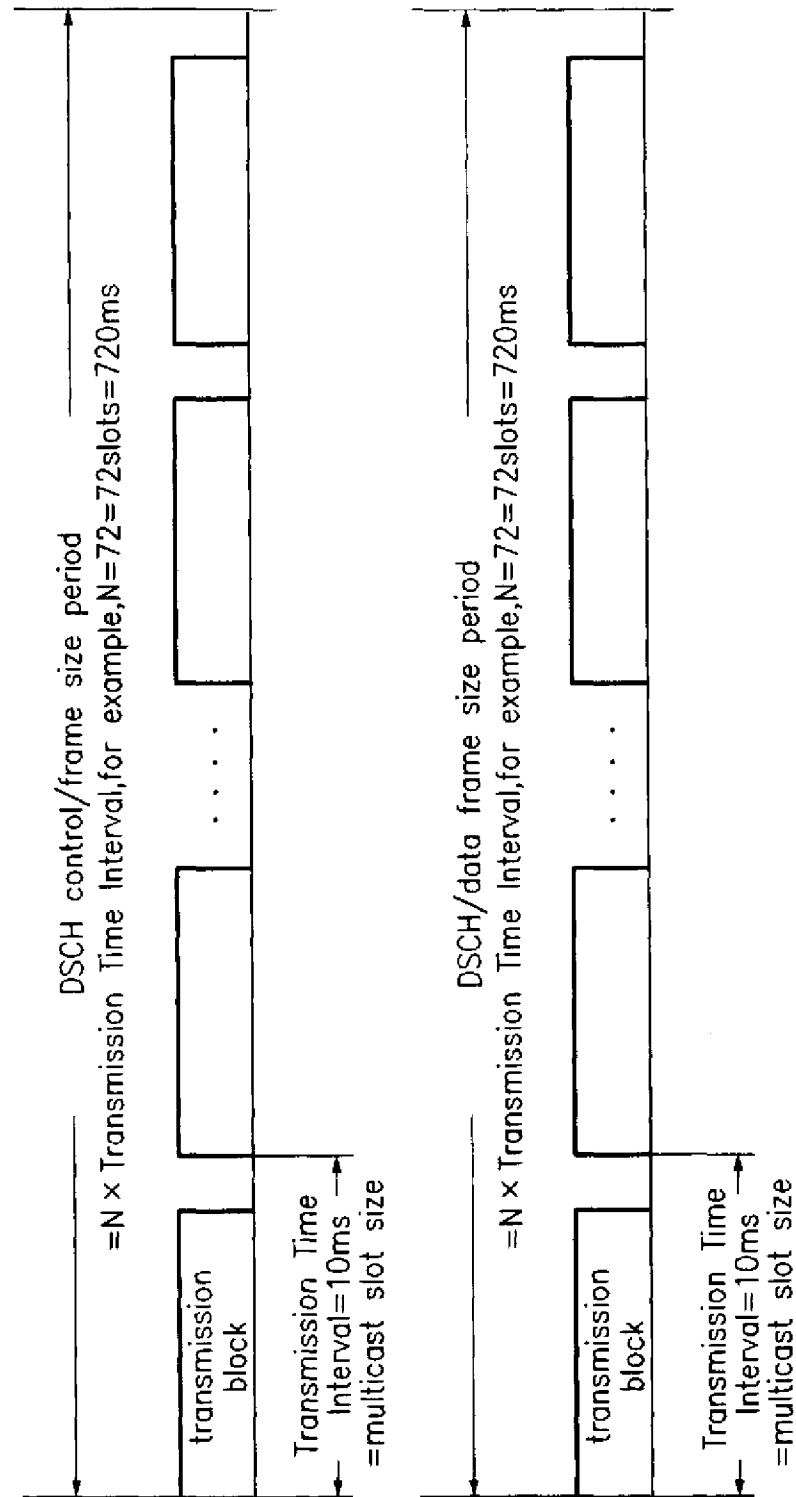 DSCH control/frame size period
=N × Transmission Time Interval,for example,N=72=72slots=720ms
transmission
block
. . . .
Transmission Time
Interval=10ms
=multicast slot size
DSCH/data frame size period
=N × Transmission Time Interval,for example,N=72=72slots=720ms
transmission
block
. . . .
Transmission Time
Interval=10ms
=multicast slot size